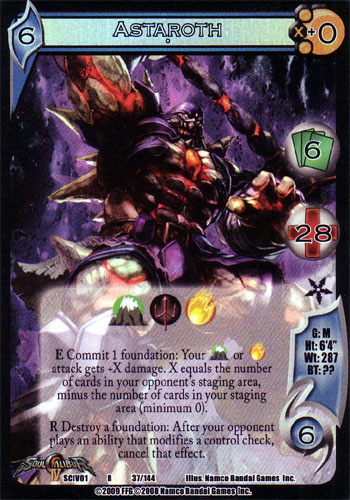 6
ASTAROTH
X+0
6
28
G: M
Ht: 6'4"
Wt: 287
BT: ??
E Commit 1 foundation: Your or
attack gets +X damage. X equals the number
of cards in your opponent's staging area,
minus the number of cards in your staging
area (minimum 0).
R Destroy a foundation: After your opponent
plays an ability that modifies a control check,
cancel that effect.
6
SOULCALIBUR IV
SCIV01 R 37/144 Illus. Namco Bandai Games Inc.
©2009 FFG ©2008 Namco Bandai Games Inc.